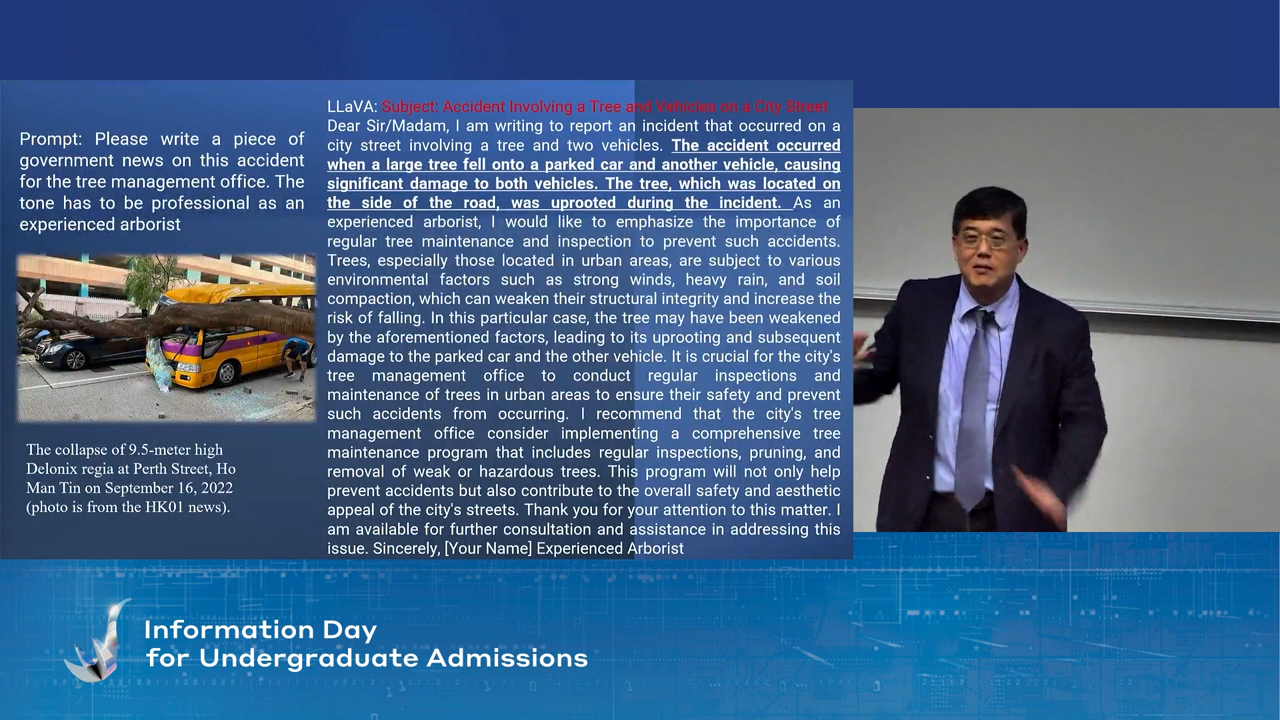 Prompt: Please write a piece of
government news on this accident
for the tree management office. The
tone has to be professional as an
experienced arborist
The collapse of 9.5-meter high
Delonix regia at Perth Street, Ho
Man Tin on September 16, 2022
(photo is from the HK01 news).
LLaVA: Subject: Accident Involving a Tree and Vehicles on a City Street
Dear Sir/Madam, I am writing to report an incident that occurred on a
city street involving a tree and two vehicles. The accident occurred
when a large tree fell onto a parked car and another vehicle, causing
significant damage to both vehicles. The tree, which was located on
the side of the road, was uprooted during the incident. As an
experienced arborist, I would like to emphasize the importance of
regular tree maintenance and inspection to prevent such accidents.
Trees, especially those located in urban areas, are subject to various
environmental factors such as strong winds, heavy rain, and soil
compaction, which can weaken their structural integrity and increase the
risk of falling. In this particular case, the tree may have been weakened
by the aforementioned factors, leading to its uprooting and subsequent
damage to the parked car and the other vehicle. It is crucial for the city's
tree management office to conduct regular inspections and
maintenance of trees in urban areas to ensure their safety and prevent
such accidents from occurring. I recommend that the city's tree
management office consider implementing a comprehensive tree
maintenance program that includes regular inspections, pruning, and
removal of weak or hazardous trees. This program will not only help
prevent accidents but also contribute to the overall safety and aesthetic
appeal of the city's streets. Thank you for your attention to this matter. I
am available for further consultation and assistance in addressing this
issue. Sincerely, [Your Name] Experienced Arborist
Information Day
for Undergraduate Admissions